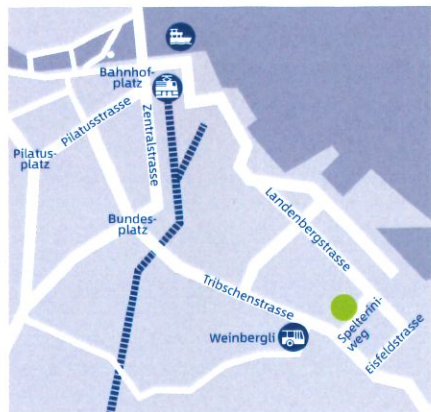 Bahnhof-
platz
Pilatusstrasse
Zentralstrasse
Pilatus-
platz
Bundes-
platz
Landenbergstrasse
Tribschenstrasse
Weinbergli
Spelterini-
weg
Eisfeldstrasse